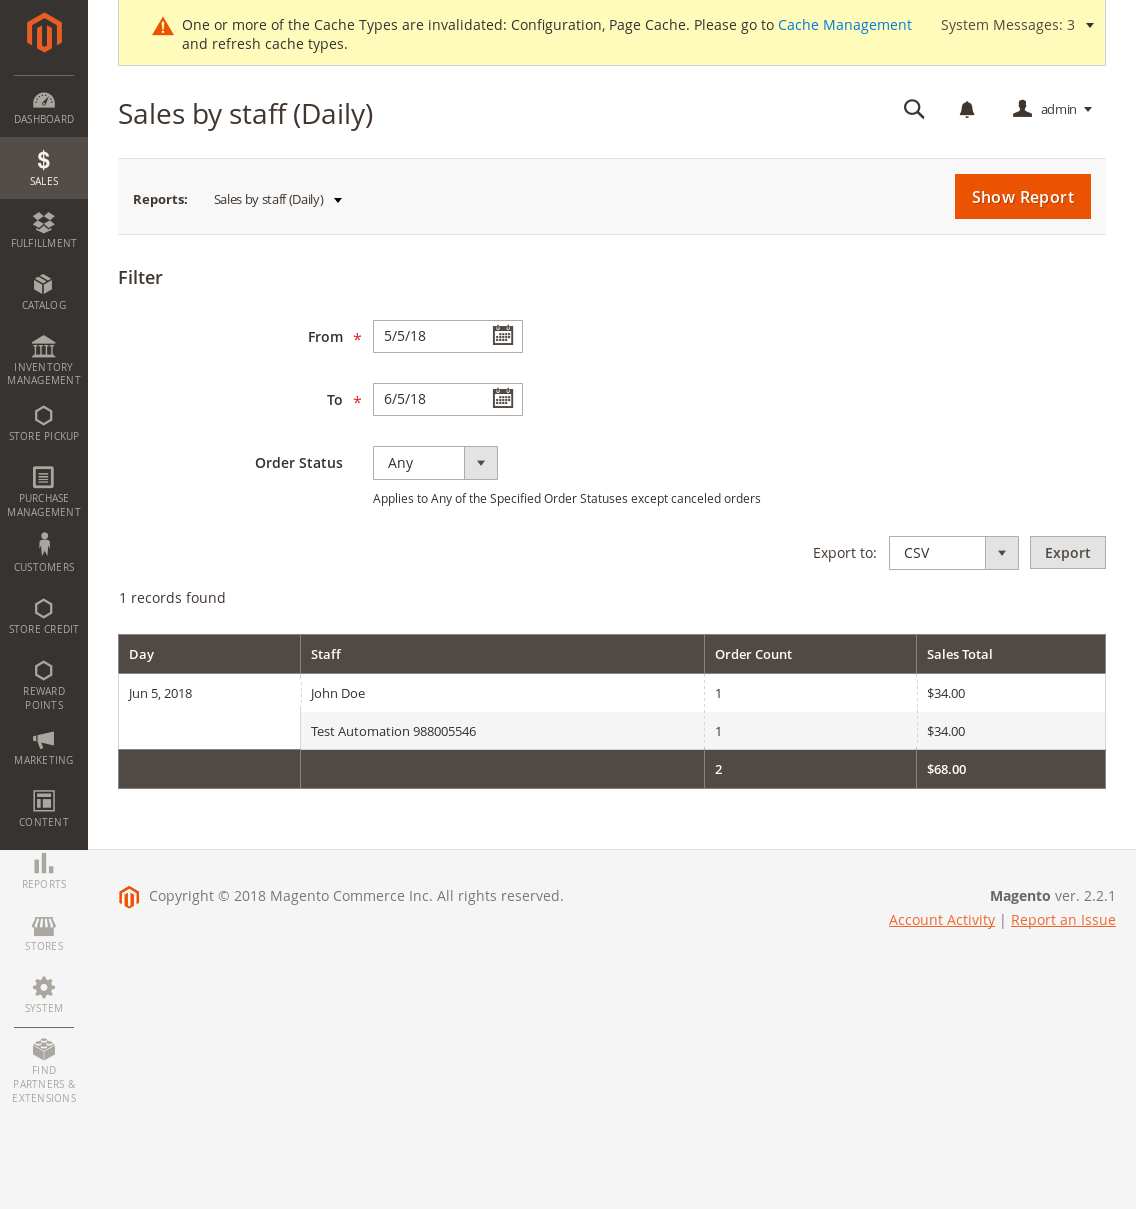 One or more of the Cache Types are invalidated: Configuration, Page Cache. Please go to Cache Management
and refresh cache types.
System Messages: 3
Sales by staff (Daily)
admin
Reports: Sales by staff (Daily)
Show Report
Filter
From * 5/5/18
To * 6/5/18
Order Status Any
Applies to Any of the Specified Order Statuses except canceled orders
Export to: CSV Export
1 records found
Day Staff Order Count Sales Total
Jun 5, 2018 John Doe 1 $34.00
Test Automation 988005546 1 $34.00
2 $68.00
DASHBOARD
$
SALES
FULFILLMENT
CATALOG
INVENTORY
MANAGEMENT
STORE PICKUP
PURCHASE
MANAGEMENT
CUSTOMERS
STORE CREDIT
REWARD
POINTS
MARKETING
CONTENT
REPORTS
STORES
SYSTEM
FIND
PARTNERS &
EXTENSIONS
Copyright © 2018 Magento Commerce Inc. All rights reserved.
Magento ver. 2.2.1
Account Activity | Report an Issue